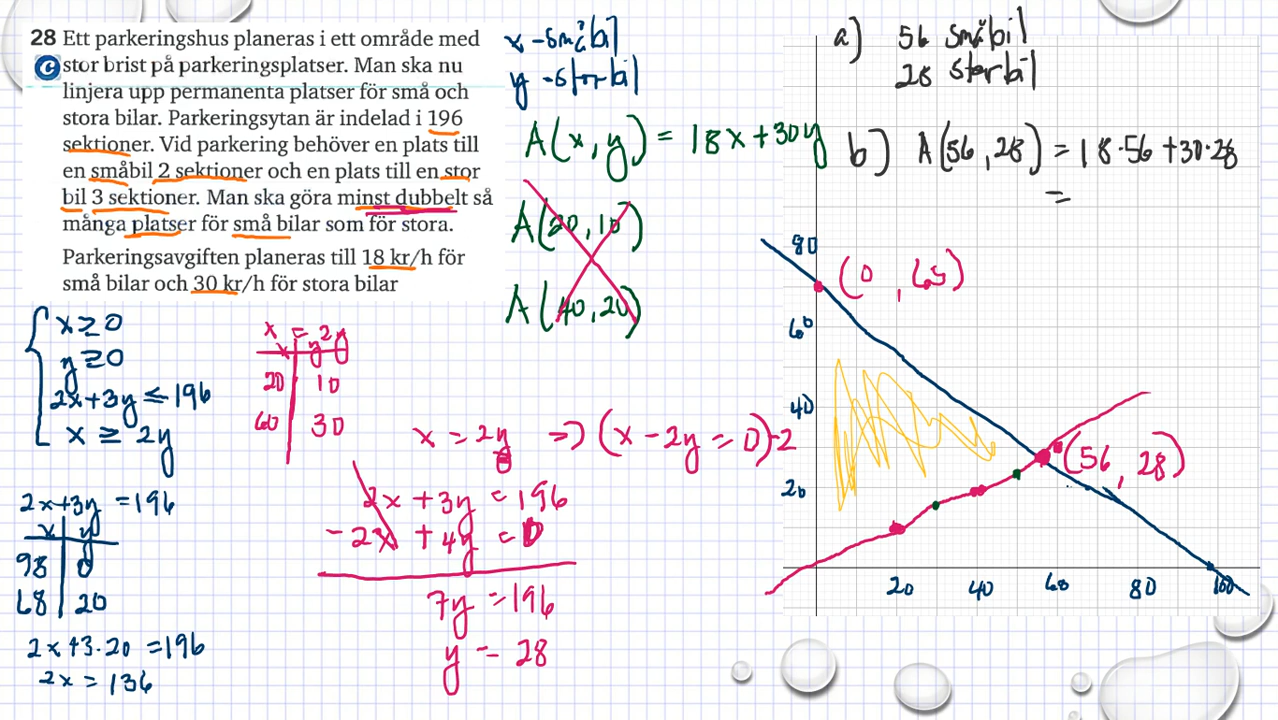 28 Ett parkeringshus planeras i ett område med
C stor brist på parkeringsplatser. Man ska nu
linjera upp permanenta platser för små och
stora bilar. Parkeringsytan är indelad i 196
sektioner. Vid parkering behöver en plats till
en småbil 2 sektioner och en plats till en stor
bil 3 sektioner. Man ska göra minst dubbelt så
många platser för små bilar som för stora.
Parkeringsavgiften planeras till 18 kr/h för
små bilar och 30 kr/h för stora bilar
x - småbil
y - storbil
A(x, y) = 18x + 30y
A(20, 10)
A(40, 20)
a) 56 småbil
28 storbil
b) A(56, 28) = 18·56 + 30·28
=
x ≥ 0
y ≥ 0
2x + 3y ≤ 196
x ≥ 2y
2x + 3y = 196
x y
98 0
68 20
2x + 3·20 = 196
2x = 136
x = 2y
x y
20 10
60 30
x = 2y => (x - 2y = 0)·2
2x + 3y = 196
- 2x + 4y = 0
7y = 196
y = 28
80
60
40
20
(0, 65)
(56, 28)
20 40 60 80 100